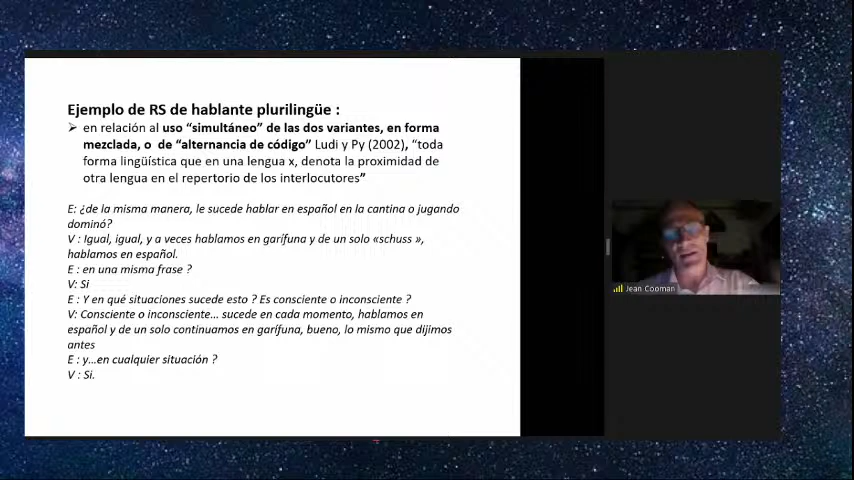 Ejemplo de RS de hablante plurilingüe :
➢ en relación al uso “simultáneo” de las dos variantes, en forma
mezclada, o de “alternancia de código” Ludi y Py (2002), “toda
forma lingüística que en una lengua x, denota la proximidad de
otra lengua en el repertorio de los interlocutores”
E: ¿de la misma manera, le sucede hablar en español en la cantina o jugando
dominó?
V : Igual, igual, y a veces hablamos en garífuna y de un solo «schuss »,
hablamos en español.
E : en una misma frase ?
V: Si
E : Y en qué situaciones sucede esto ? Es consciente o inconsciente ?
V: Consciente o inconsciente… sucede en cada momento, hablamos en
español y de un solo continuamos en garífuna, bueno, lo mismo que dijimos
antes
E : y…en cualquier situación ?
V : Si.
Jean Cooman